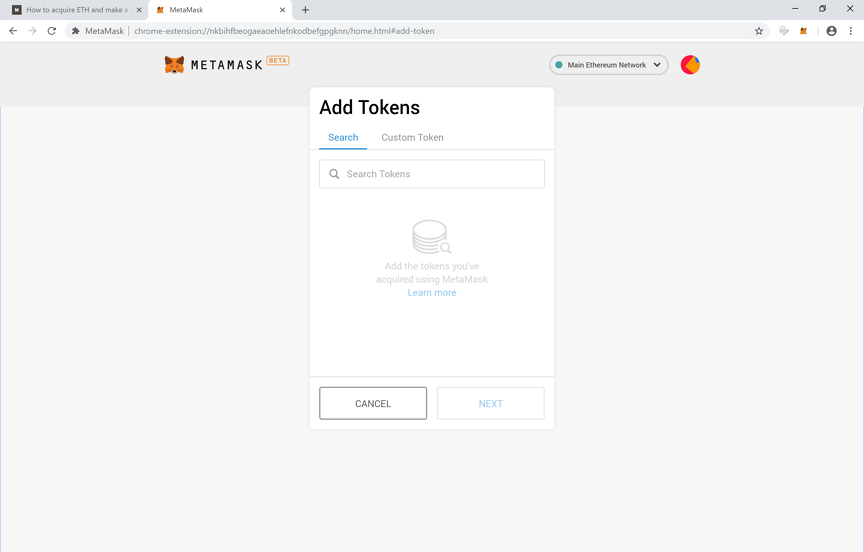 How to acquire ETH and make a
MetaMask
MetaMask
chrome-extension://nkbihfbeogaeaoehlefnkodbefgpgknn/home.html#add-token
METAMASK
BETA
Main Ethereum Network
Add Tokens
Search
Custom Token
Search Tokens
Add the tokens you've
acquired using MetaMask
Learn more
CANCEL
NEXT